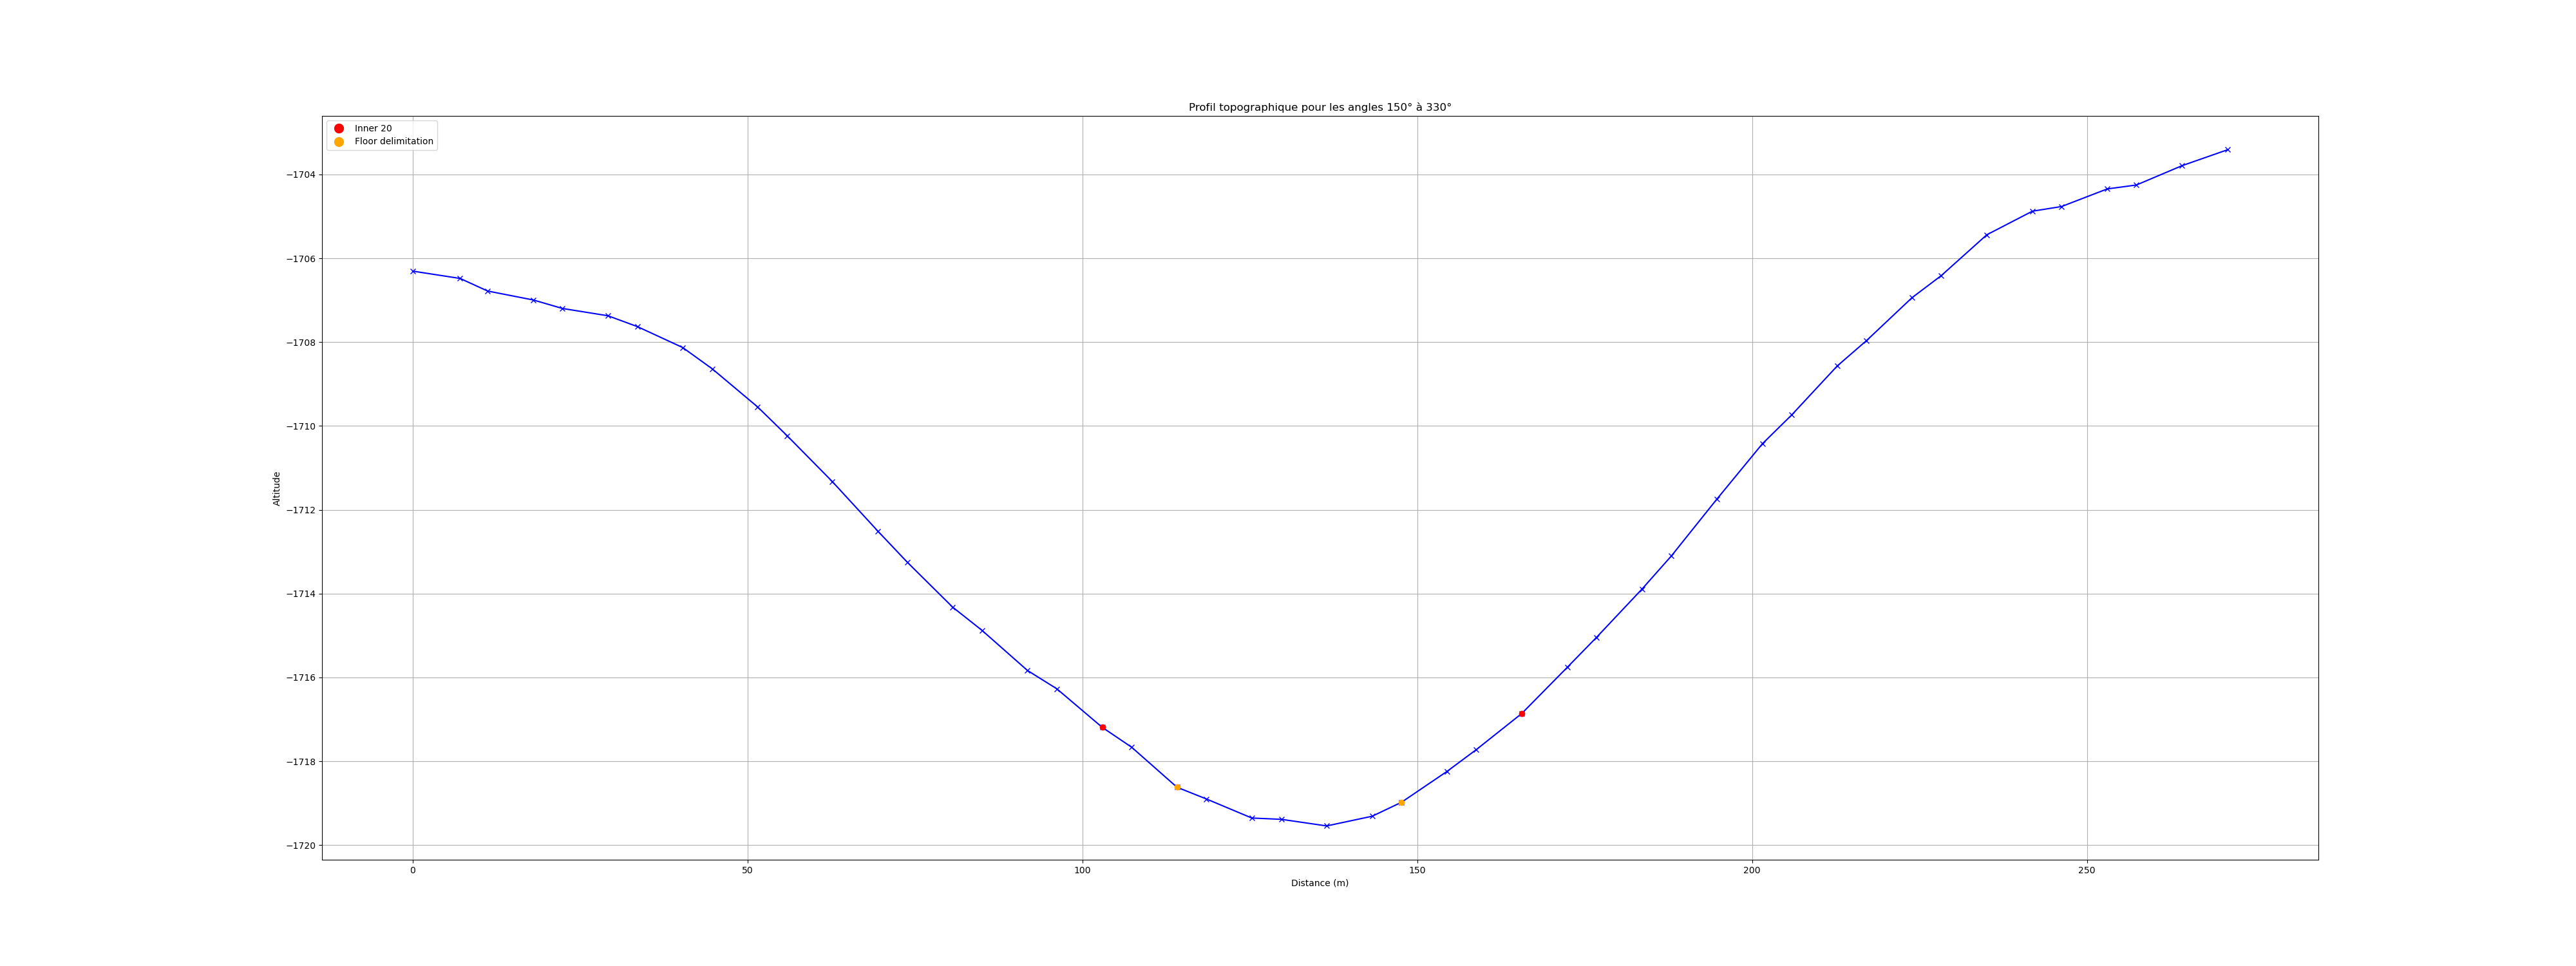 Profil topographique pour les angles 150° à 330°
Inner 20
Floor delimitation
−1704
−1706
−1708
−1710
−1712
−1714
−1716
−1718
−1720
Altitude
0 50 100 150 200 250
Distance (m)